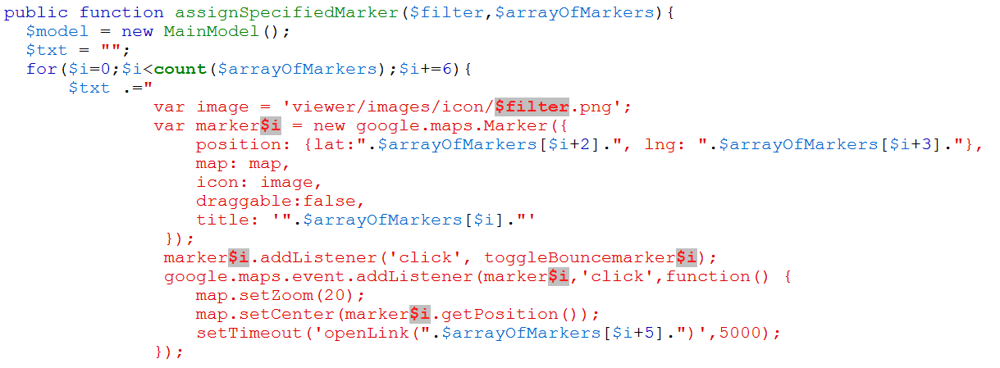 public function assignSpecifiedMarker($filter,$arrayOfMarkers){
  $model = new MainModel();
  $txt = "";
  for($i=0;$i<count($arrayOfMarkers);$i+=6){
      $txt .="
              var image = 'viewer/images/icon/$filter.png';
              var marker$i = new google.maps.Marker({
                  position: {lat:".$arrayOfMarkers[$i+2].", lng: ".$arrayOfMarkers[$i+3]."},
                  map: map,
                  icon: image,
                  draggable:false,
                  title: '".$arrayOfMarkers[$i]."'
               });
               marker$i.addListener('click', toggleBouncemarker$i);
               google.maps.event.addListener(marker$i,'click',function() {
                  map.setZoom(20);
                  map.setCenter(marker$i.getPosition());
                  setTimeout('openLink(".$arrayOfMarkers[$i+5].")',5000);
              });